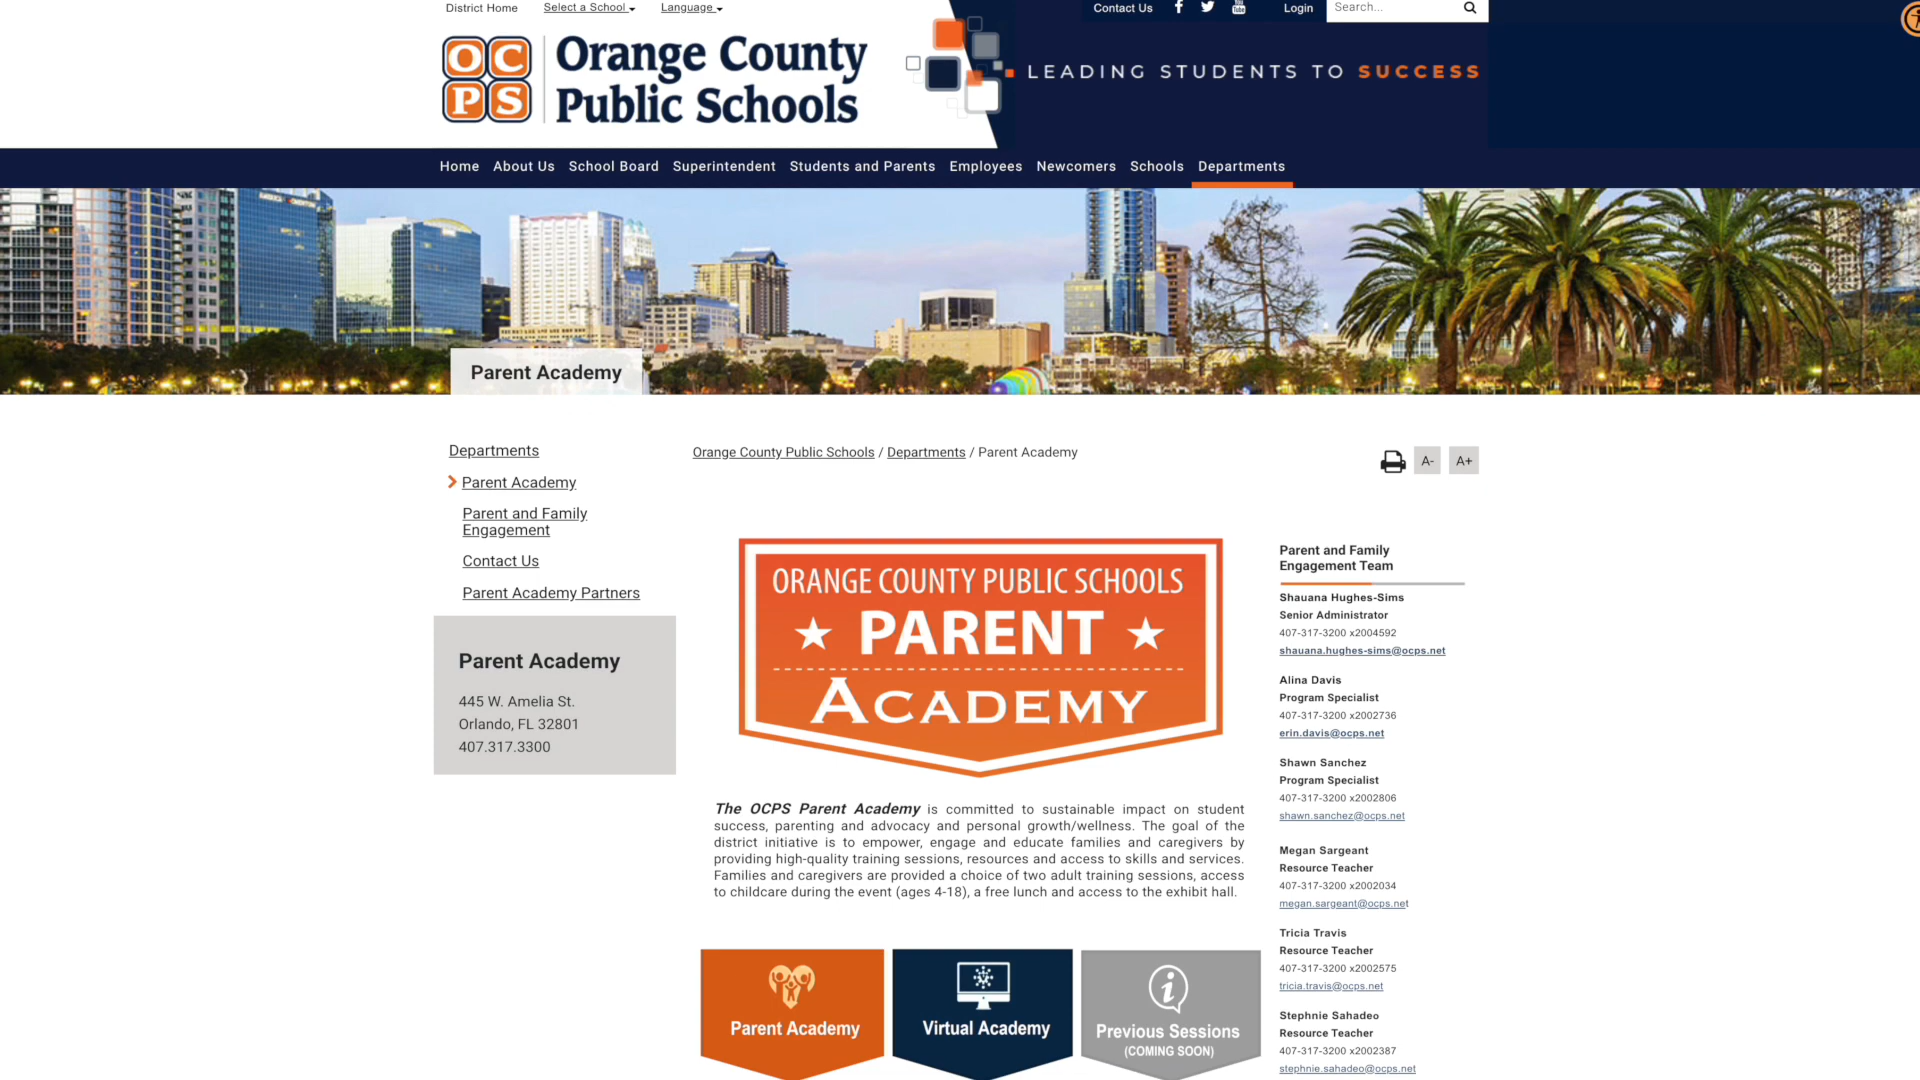 District Home Select a School Language Contact Us Login Search...
OCPS Orange County Public Schools
LEADING STUDENTS TO SUCCESS
Home About Us School Board Superintendent Students and Parents Employees Newcomers Schools Departments
Parent Academy
Departments
Parent Academy
Parent and Family
Engagement
Contact Us
Parent Academy Partners
Parent Academy
445 W. Amelia St.
Orlando, FL 32801
407.317.3300
Orange County Public Schools / Departments / Parent Academy
A- A+
ORANGE COUNTY PUBLIC SCHOOLS
PARENT
ACADEMY
The OCPS Parent Academy is committed to sustainable impact on student
success, parenting and advocacy and personal growth/wellness. The goal of the
district initiative is to empower, engage and educate families and caregivers by
providing high-quality training sessions, resources and access to skills and services.
Families and caregivers are provided a choice of two adult training sessions, access
to childcare during the event (ages 4-18), a free lunch and access to the exhibit hall.
Parent Academy
Virtual Academy
Previous Sessions
(COMING SOON)
Parent and Family
Engagement Team
Shauana Hughes-Sims
Senior Administrator
407-317-3200 x2004592
shauana.hughes-sims@ocps.net
Alina Davis
Program Specialist
407-317-3200 x2002736
erin.davis@ocps.net
Shawn Sanchez
Program Specialist
407-317-3200 x2002806
shawn.sanchez@ocps.net
Megan Sargeant
Resource Teacher
407-317-3200 x2002034
megan.sargeant@ocps.net
Tricia Travis
Resource Teacher
407-317-3200 x2002575
tricia.travis@ocps.net
Stephnie Sahadeo
Resource Teacher
407-317-3200 x2002387
stephnie.sahadeo@ocps.net